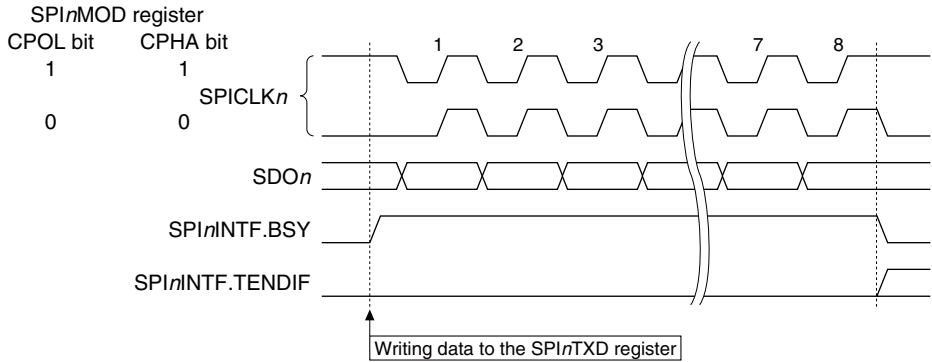 SPInMOD register
CPOL bit CPHA bit
1 1
SPICLKn
0 0
1 2 3 7 8
SDOn
SPInINTF.BSY
SPInINTF.TENDIF
Writing data to the SPInTXD register